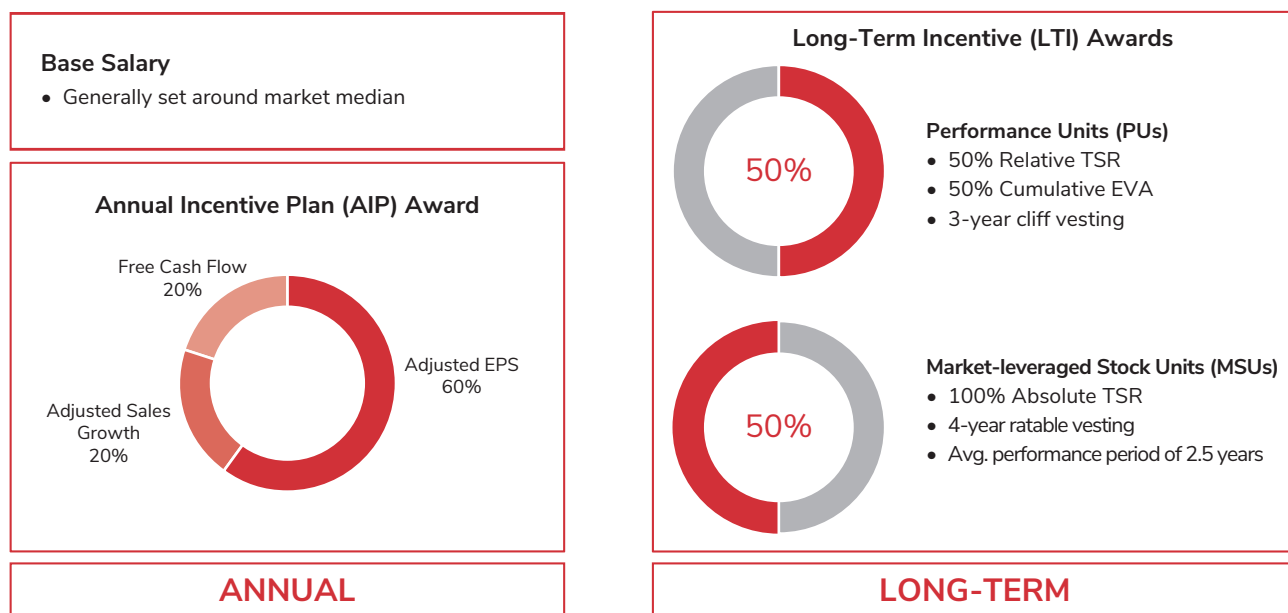 Base Salary
• Generally set around market median
Annual Incentive Plan (AIP) Award
Free Cash Flow
20%
Adjusted EPS
60%
Adjusted Sales
Growth
20%
ANNUAL
Long-Term Incentive (LTI) Awards
50%
Performance Units (PUs)
• 50% Relative TSR
• 50% Cumulative EVA
• 3-year cliff vesting
50%
Market-leveraged Stock Units (MSUs)
• 100% Absolute TSR
• 4-year ratable vesting
• Avg. performance period of 2.5 years
LONG-TERM